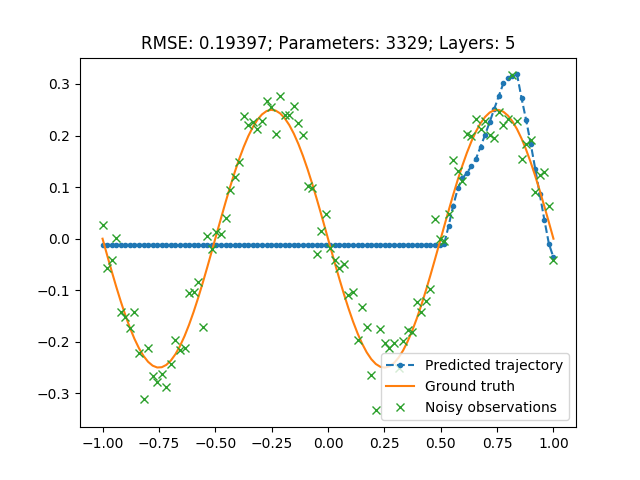 RMSE: 0.19397; Parameters: 3329; Layers: 5
0.3
0.2
0.1
0.0
−0.1
−0.2
−0.3
Predicted trajectory
Ground truth
Noisy observations
−1.00 −0.75 −0.50 −0.25 0.00 0.25 0.50 0.75 1.00